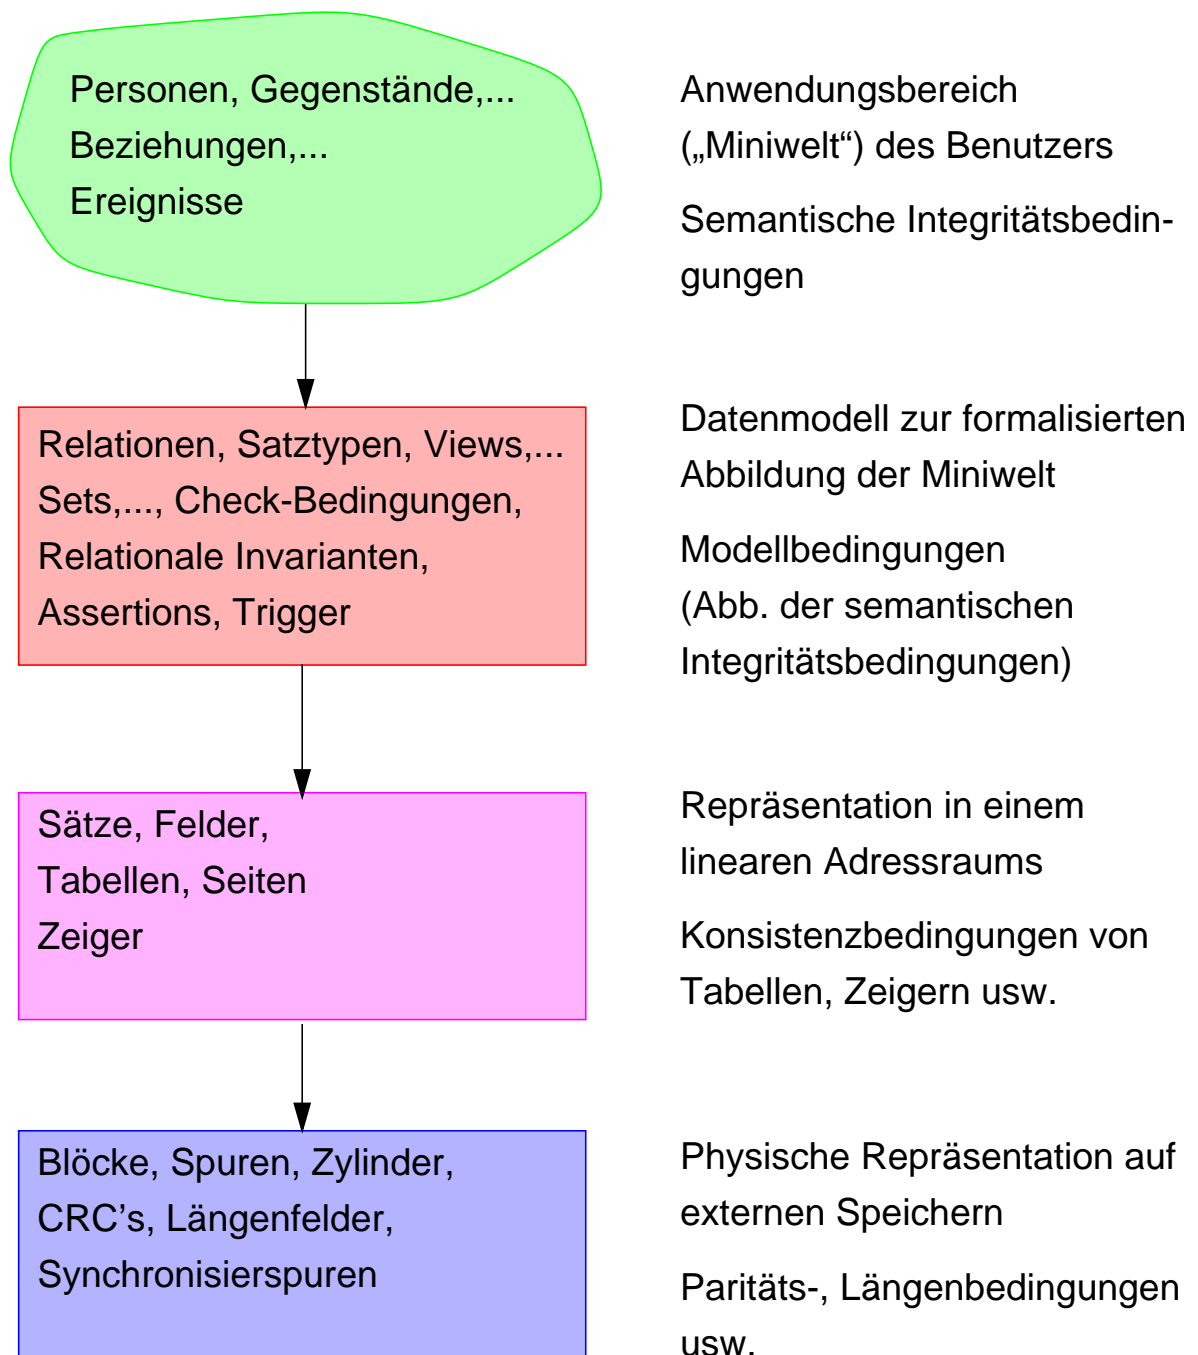 Personen, Gegenstände,...
Beziehungen,...
Ereignisse
Anwendungsbereich
(„Miniwelt“) des Benutzers
Semantische Integritätsbedin-
gungen
Relationen, Satztypen, Views,...
Sets,..., Check-Bedingungen,
Relationale Invarianten,
Assertions, Trigger
Datenmodell zur formalisierten
Abbildung der Miniwelt
Modellbedingungen
(Abb. der semantischen
Integritätsbedingungen)
Sätze, Felder,
Tabellen, Seiten
Zeiger
Repräsentation in einem
linearen Adressraums
Konsistenzbedingungen von
Tabellen, Zeigern usw.
Blöcke, Spuren, Zylinder,
CRC’s, Längenfelder,
Synchronisierspuren
Physische Repräsentation auf
externen Speichern
Paritäts-, Längenbedingungen
usw.